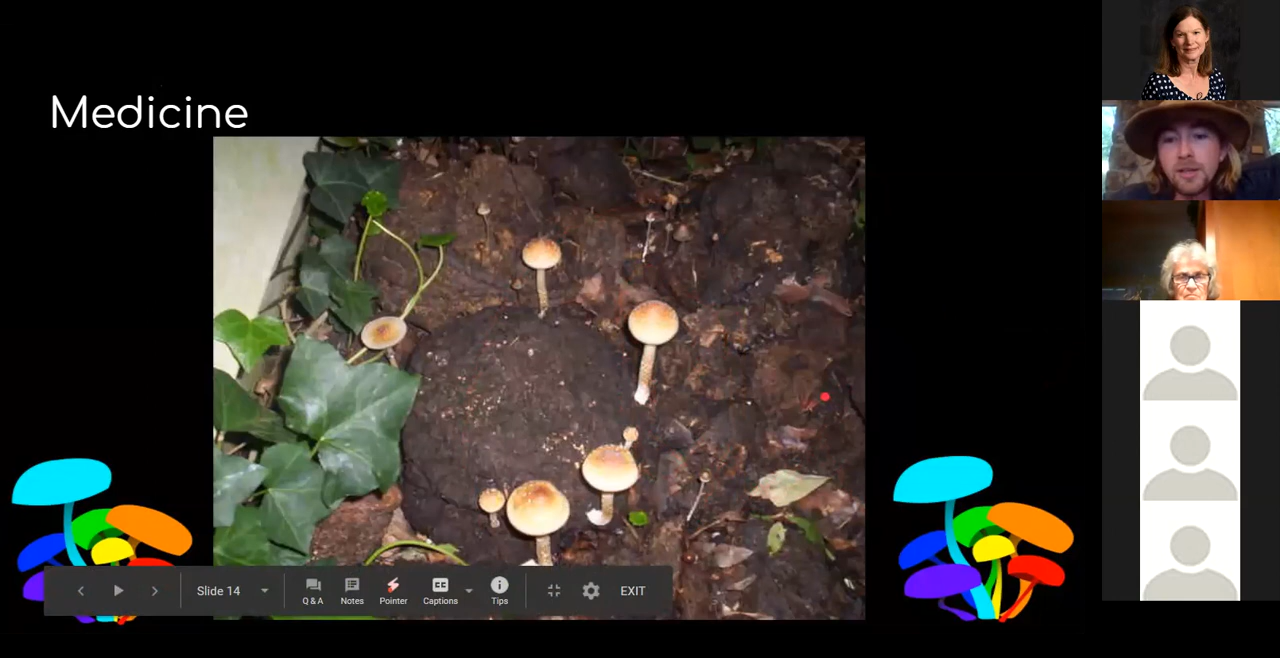 Medicine
Slide 14
Q & A
Notes
Pointer
Captions
Tips
EXIT